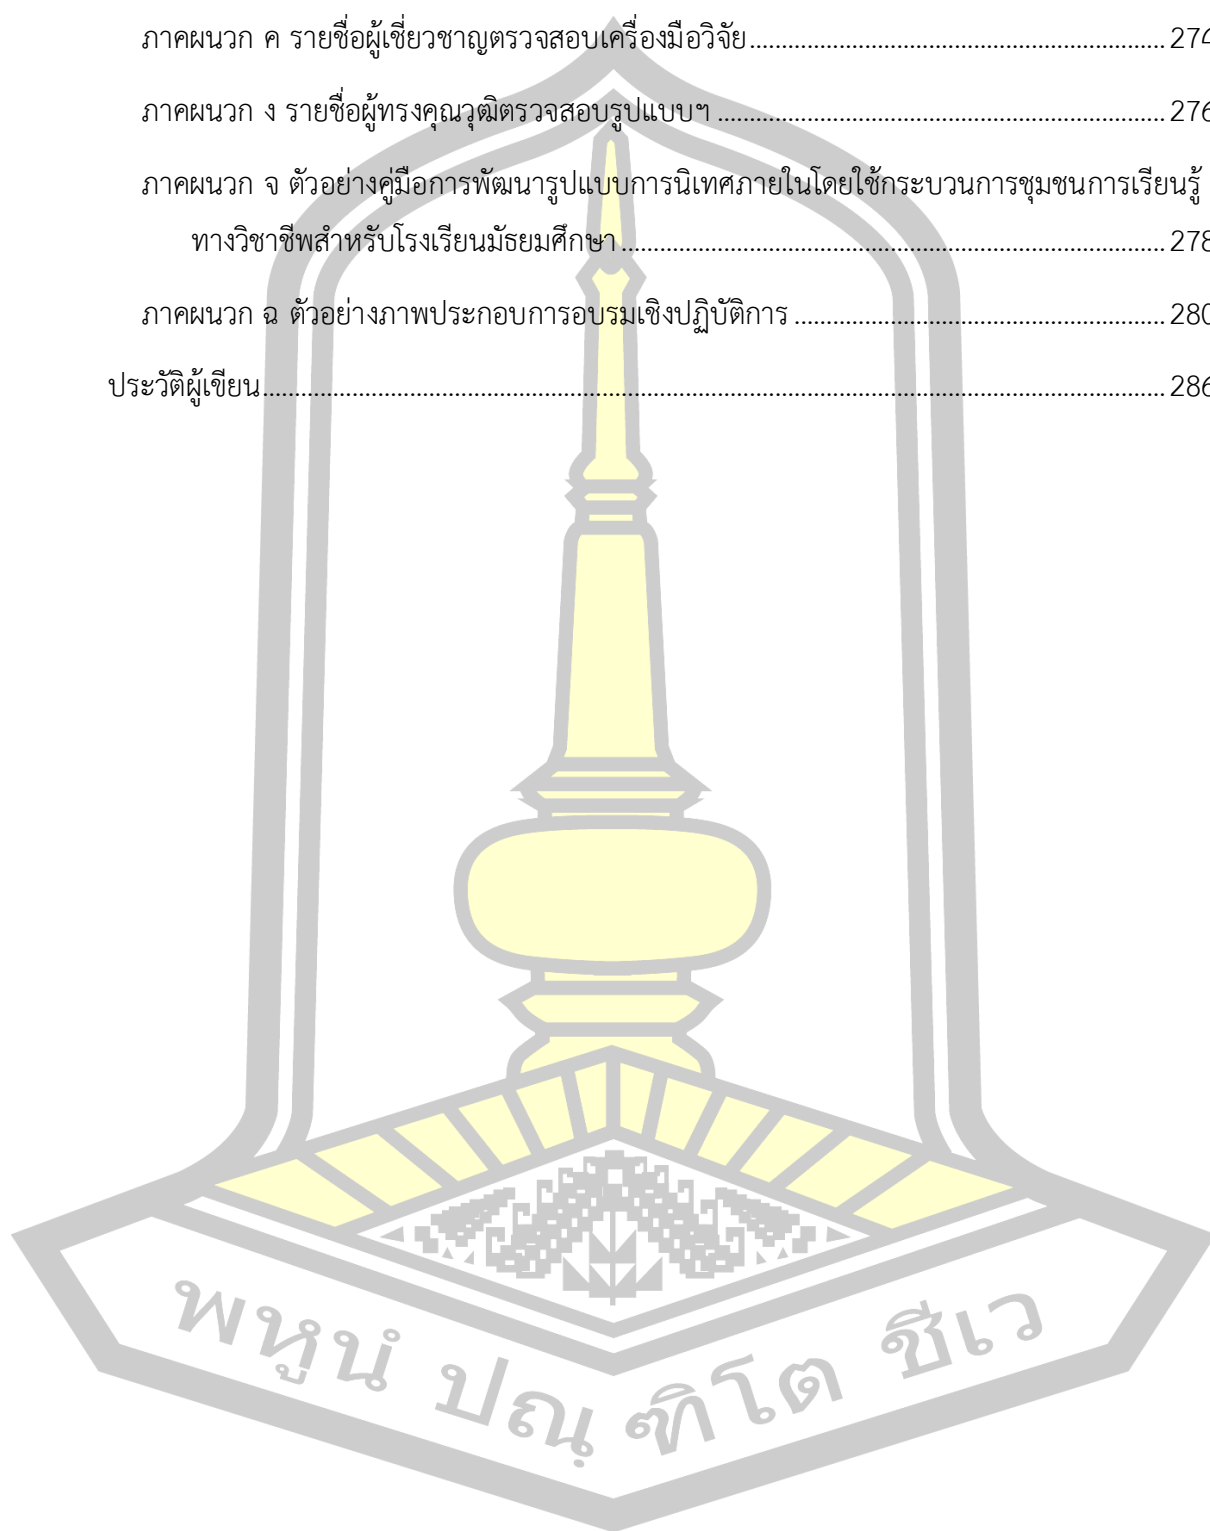 ภาคผนวก ค รายชื่อผู้เชี่ยวชาญตรวจสอบเครื่องมือวิจัย.......................................................................................... 274
ภาคผนวก ง รายชื่อผู้ทรงคุณวุฒิตรวจสอบรูปแบบฯ ................................................................................................. 276
ภาคผนวก จ ตัวอย่างคู่มือการพัฒนารูปแบบการนิเทศภายในโดยใช้กระบวนการชุมชนการเรียนรู้
ทางวิชาชีพสำหรับโรงเรียนมัธยมศึกษา ...................................................................................................................... 278
ภาคผนวก ฉ ตัวอย่างภาพประกอบการอบรมเชิงปฏิบัติการ ................................................................................. 280
ประวัติผู้เขียน .................................................................................................................................................................... 286
พหูนํ ปณฺฑิโต ชีเว